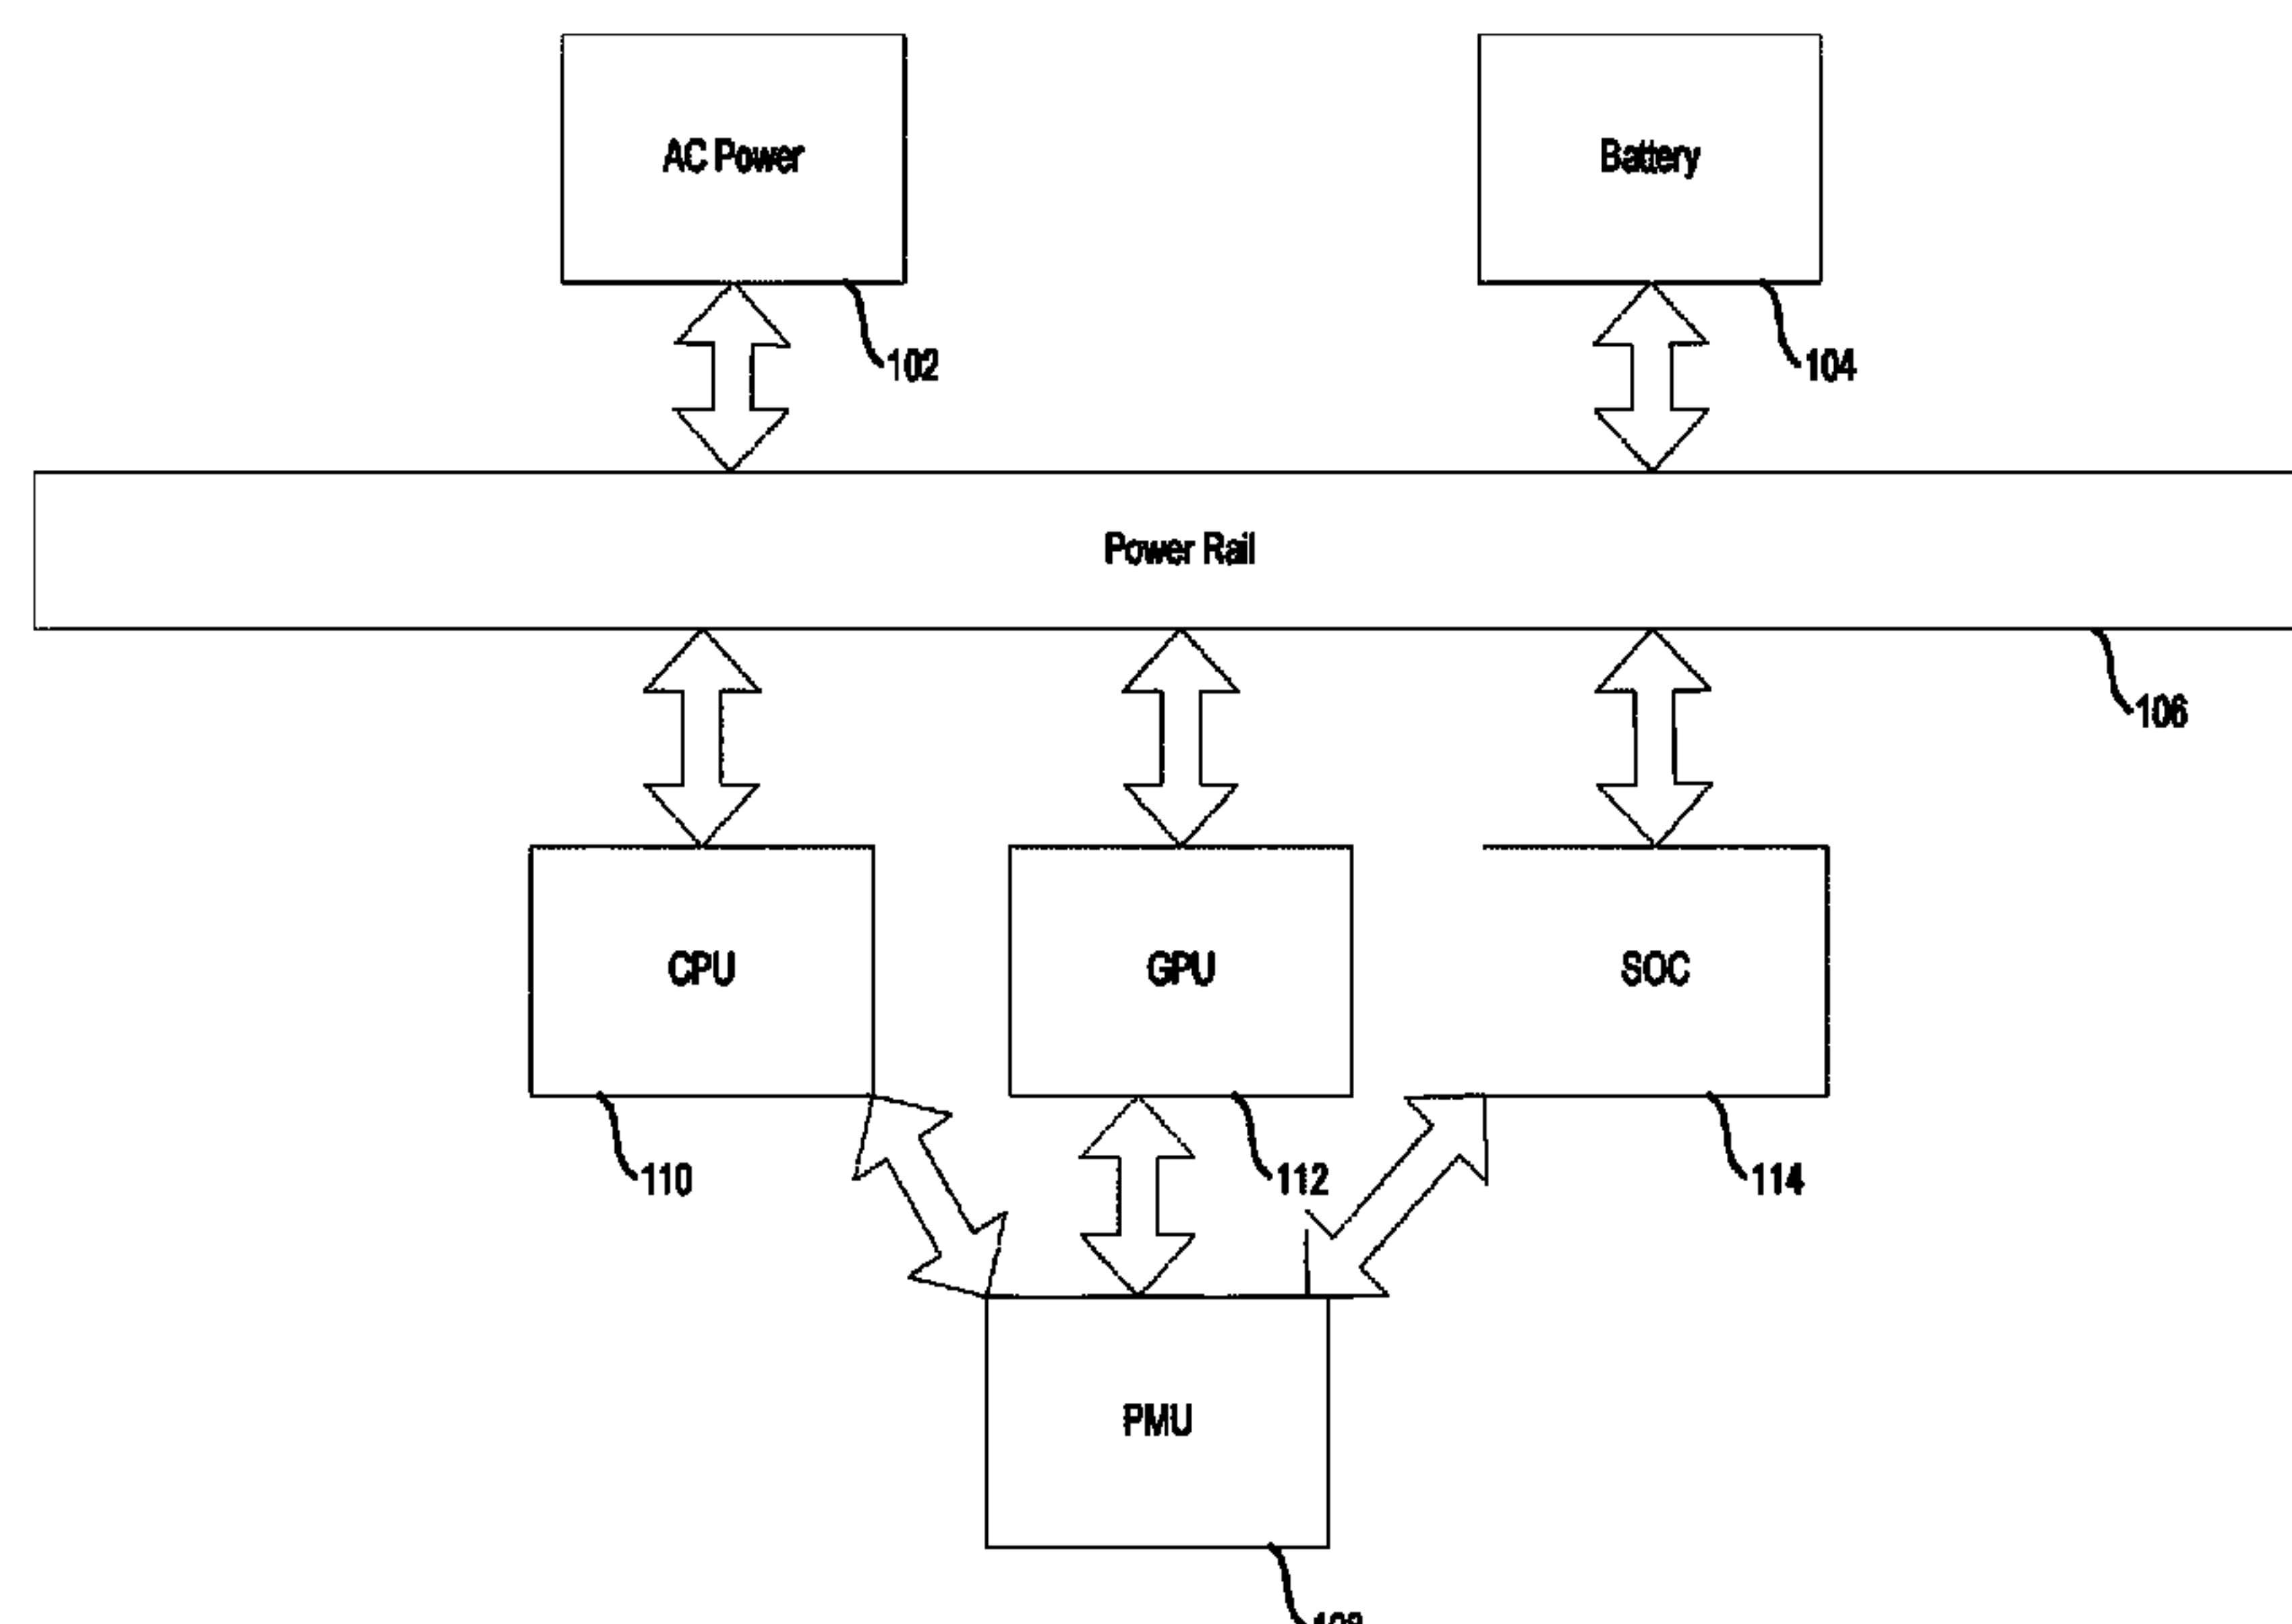 AC Power
Battery
102
104
Power Rail
106
CPU
GPU
SOC
110
112
114
PMU